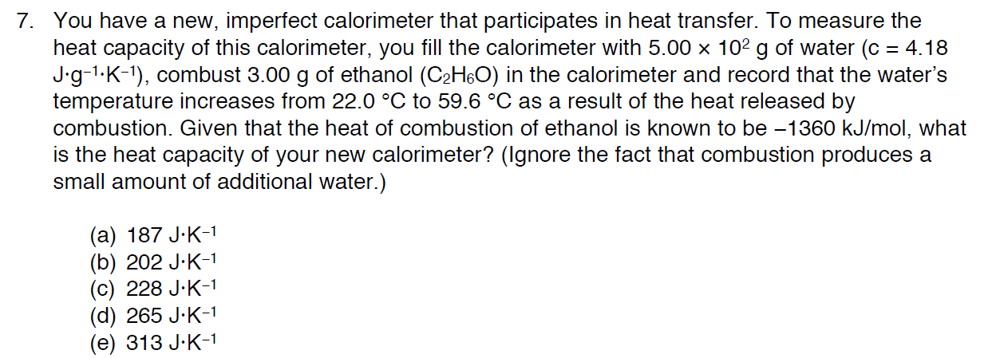 7. You have a new, imperfect calorimeter that participates in heat transfer. To measure the
heat capacity of this calorimeter, you fill the calorimeter with 5.00 × 10² g of water (c = 4.18
J·g⁻¹·K⁻¹), combust 3.00 g of ethanol (C₂H₆O) in the calorimeter and record that the water's
temperature increases from 22.0 °C to 59.6 °C as a result of the heat released by
combustion. Given that the heat of combustion of ethanol is known to be –1360 kJ/mol, what
is the heat capacity of your new calorimeter? (Ignore the fact that combustion produces a
small amount of additional water.)
(a) 187 J·K⁻¹
(b) 202 J·K⁻¹
(c) 228 J·K⁻¹
(d) 265 J·K⁻¹
(e) 313 J·K⁻¹